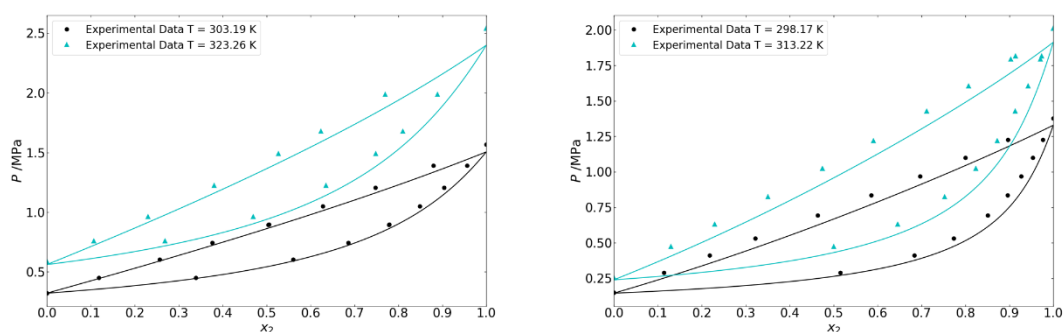 Experimental Data T = 303.19 K
Experimental Data T = 323.26 K
2.5
2.0
1.5
1.0
0.5
P /MPa
0.0 0.1 0.2 0.3 0.4 0.5 0.6 0.7 0.8 0.9 1.0
x2
Experimental Data T = 298.17 K
Experimental Data T = 313.22 K
2.00
1.75
1.50
1.25
1.00
0.75
0.50
0.25
P /MPa
0.0 0.1 0.2 0.3 0.4 0.5 0.6 0.7 0.8 0.9 1.0
x2